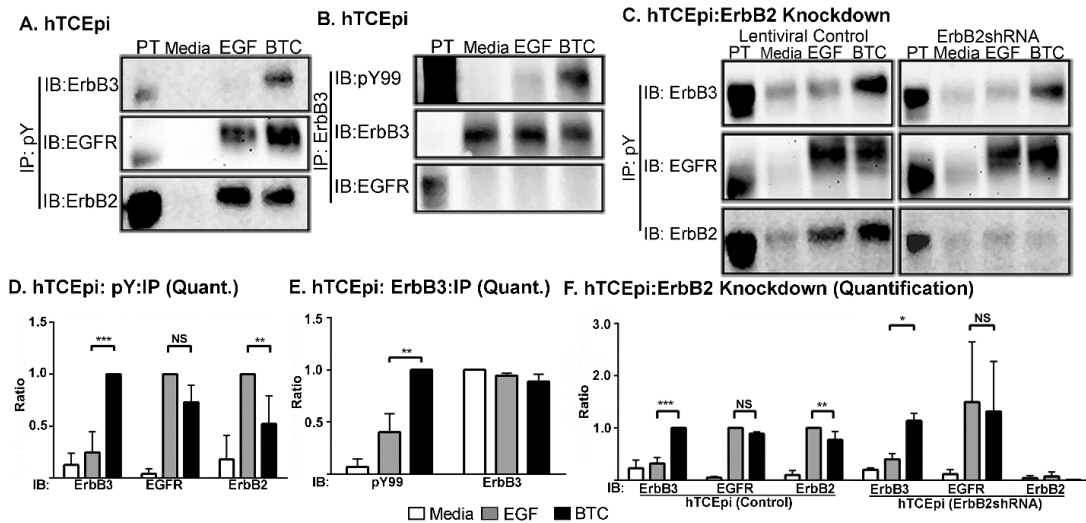 A. hTCEpi
PT Media EGF BTC
IP: pY
IB:ErbB3
IB:EGFR
IB:ErbB2
B. hTCEpi
PT Media EGF BTC
IP: ErbB3
IB:pY99
IB:ErbB3
IB:EGFR
C. hTCEpi:ErbB2 Knockdown
Lentiviral Control ErbB2shRNA
PT Media EGF BTC PT Media EGF BTC
IP: pY
IB: ErbB3
IB: EGFR
IB: ErbB2
D. hTCEpi: pY:IP (Quant.)
Ratio
1.5
1.0
0.5
*** NS **
IB: ErbB3 EGFR ErbB2
E. hTCEpi: ErbB3:IP (Quant.)
Ratio
1.5
1.0
0.5
**
IB: pY99 ErbB3
F. hTCEpi:ErbB2 Knockdown (Quantification)
Ratio
3.0
2.0
1.0
*** NS ** * NS
IB: ErbB3 EGFR ErbB2 ErbB3 EGFR ErbB2
hTCEpi (Control) hTCEpi (ErbB2shRNA)
Media EGF BTC